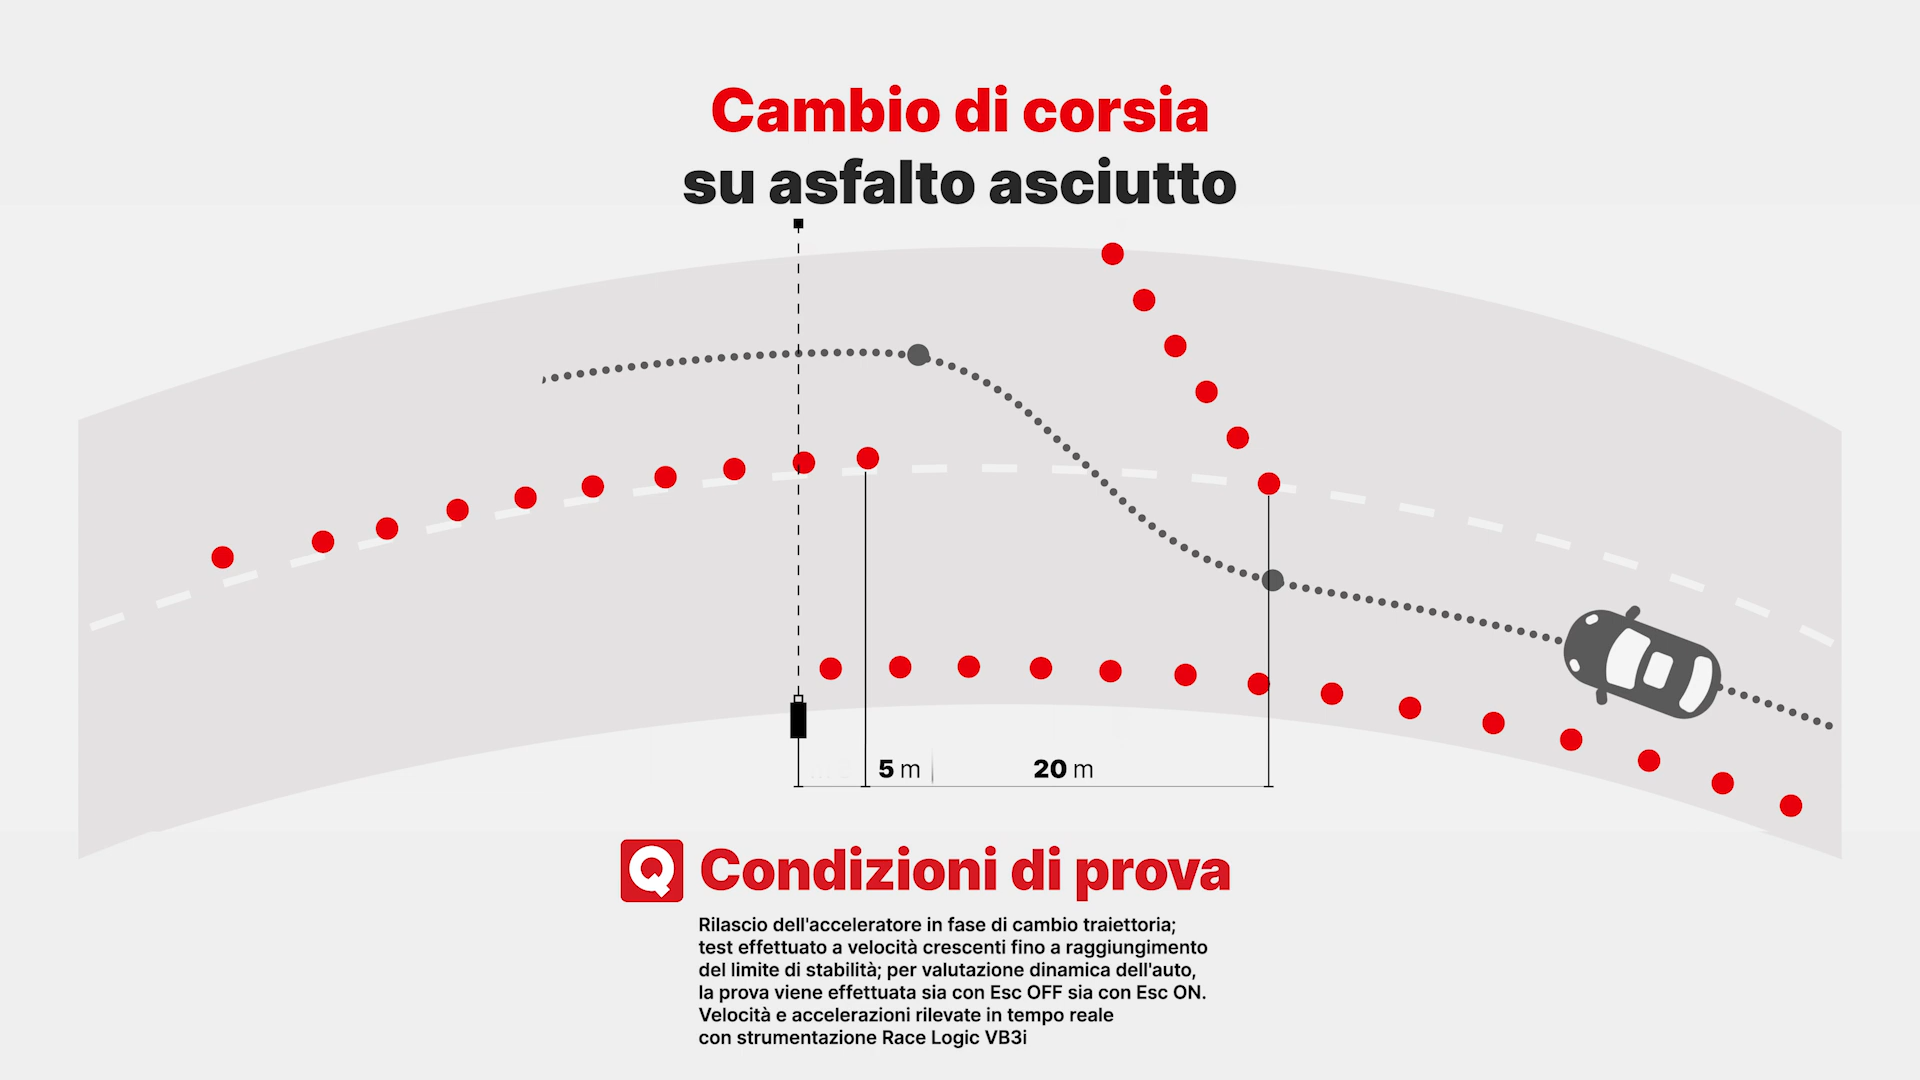 Cambio di corsia
su asfalto asciutto
5 m
20 m
Q Condizioni di prova
Rilascio dell'acceleratore in fase di cambio traiettoria;
test effettuato a velocità crescenti fino a raggiungimento
del limite di stabilità; per valutazione dinamica dell'auto,
la prova viene effettuata sia con Esc OFF sia con Esc ON.
Velocità e accelerazioni rilevate in tempo reale
con strumentazione Race Logic VB3i